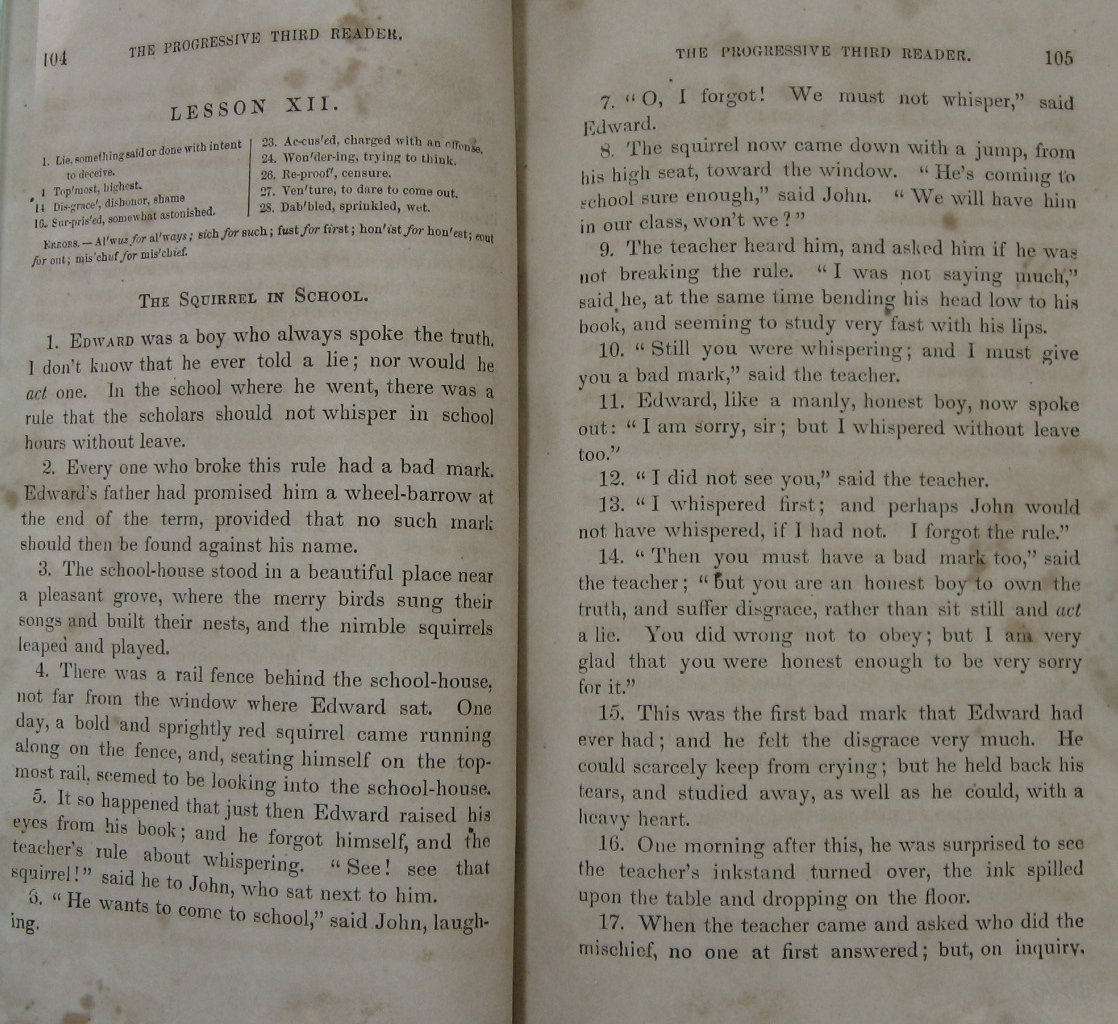 104 THE PROGRESSIVE THIRD READER.
LESSON XII.
1. Lie, something said or done with intent
to deceive.
4 Top'most, highest.
14 Dis-grace', dishonor, shame
16. Sur-pris'ed, somewhat astonished.
23. Ac-cus'ed, charged with an offense.
24. Won'der-ing, trying to think.
26. Re-proof', censure.
27. Ven'ture, to dare to come out.
28. Dab'bled, sprinkled, wet.
ERRORS. — Al'wuz for al'ways; sich for such; fust for first; hon'ist for hon'est; eout
for out; mis'chuf for mis'chief.
THE SQUIRREL IN SCHOOL.
1. EDWARD was a boy who always spoke the truth.
I don't know that he ever told a lie; nor would he
act one. In the school where he went, there was a
rule that the scholars should not whisper in school
hours without leave.
2. Every one who broke this rule had a bad mark.
Edward's father had promised him a wheel-barrow at
the end of the term, provided that no such mark
should then be found against his name.
3. The school-house stood in a beautiful place near
a pleasant grove, where the merry birds sung their
songs and built their nests, and the nimble squirrels
leaped and played.
4. There was a rail fence behind the school-house,
not far from the window where Edward sat. One
day, a bold and sprightly red squirrel came running
along on the fence, and, seating himself on the top-
most rail, seemed to be looking into the school-house.
5. It so happened that just then Edward raised his
eyes from his book; and he forgot himself, and the
teacher's rule about whispering. "See! see that
squirrel!" said he to John, who sat next to him.
6. "He wants to come to school," said John, laugh-
ing.
THE PROGRESSIVE THIRD READER. 105
7. "O, I forgot! We must not whisper," said
Edward.
8. The squirrel now came down with a jump, from
his high seat, toward the window. "He's coming to
school sure enough," said John. "We will have him
in our class, won't we?"
9. The teacher heard him, and asked him if he was
not breaking the rule. "I was not saying much,"
said he, at the same time bending his head low to his
book, and seeming to study very fast with his lips.
10. "Still you were whispering; and I must give
you a bad mark," said the teacher.
11. Edward, like a manly, honest boy, now spoke
out: "I am sorry, sir; but I whispered without leave
too."
12. "I did not see you," said the teacher.
13. "I whispered first; and perhaps John would
not have whispered, if I had not. I forgot the rule."
14. "Then you must have a bad mark too," said
the teacher; "but you are an honest boy to own the
truth, and suffer disgrace, rather than sit still and act
a lie. You did wrong not to obey; but I am very
glad that you were honest enough to be very sorry
for it."
15. This was the first bad mark that Edward had
ever had; and he felt the disgrace very much. He
could scarcely keep from crying; but he held back his
tears, and studied away, as well as he could, with a
heavy heart.
16. One morning after this, he was surprised to see
the teacher's inkstand turned over, the ink spilled
upon the table and dropping on the floor.
17. When the teacher came and asked who did the
mischief, no one at first answered; but, on inquiry,